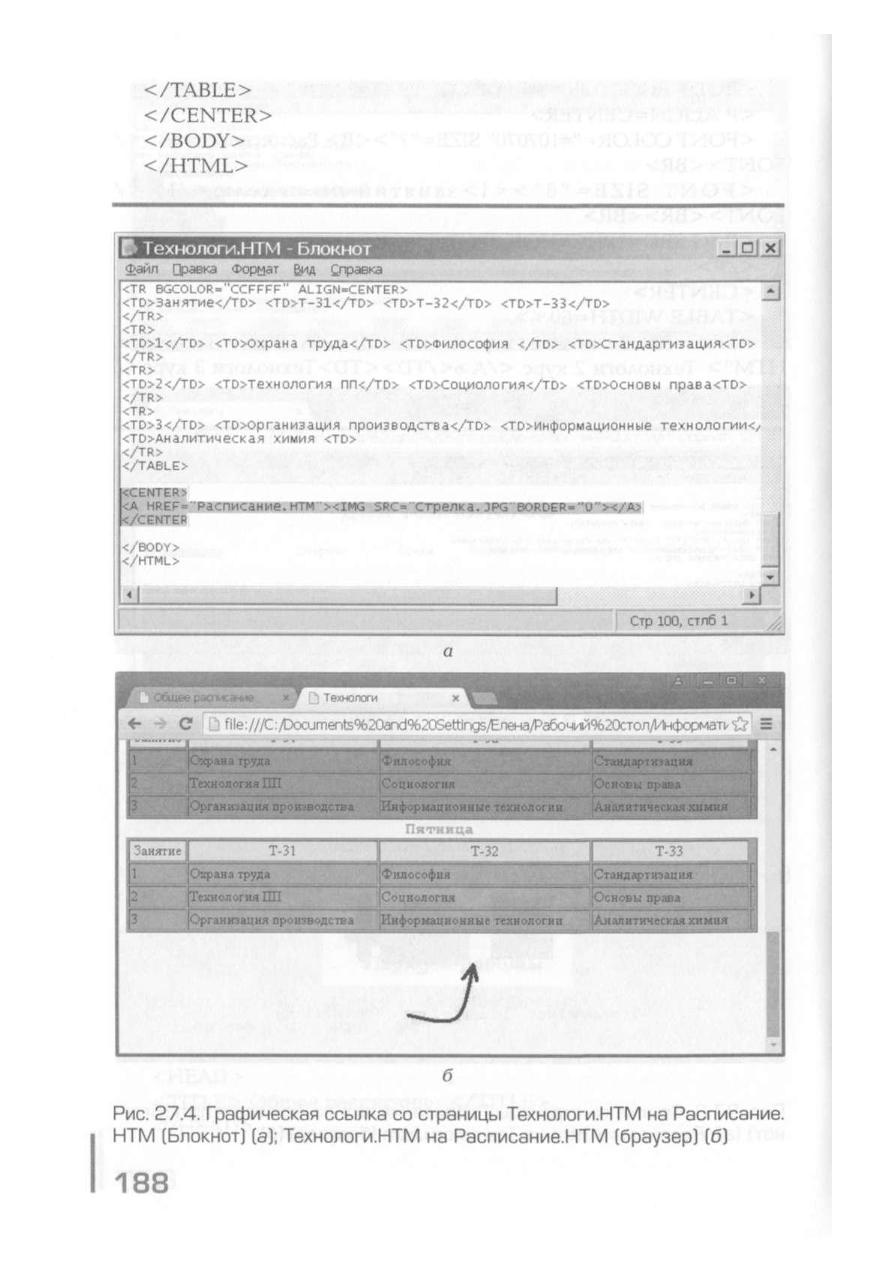 </TABLE>
</CENTER>
</BODY>
</HTML>
Технологи.НТМ - Блокнот
Файл Правка Формат Вид Справка
<TR BGCOLOR="CCFFFF" ALIGN=CENTER>
<TD>Занятие</TD> <TD>Т-31</TD> <TD>Т-32</TD> <TD>Т-33</TD>
</TR>
<TR>
<TD>1</TD> <TD>Охрана труда</TD> <TD>Философия </TD> <TD>Стандартизация<TD>
</TR>
<TR>
<TD>2</TD> <TD>Технология ПП</TD> <TD>Социология</TD> <TD>Основы права<TD>
</TR>
<TR>
<TD>3</TD> <TD>Организация производства</TD> <TD>Информационные технологии</
<TD>Аналитическая химия <TD>
</TR>
</TABLE>
<CENTER>
<A HREF="Расписание.НТМ"><IMG SRC="Стрелка.JPG"BORDER="0"></A>
</CENTER
</BODY>
</HTML>
Стр 100, стлб 1
а
Общее расписание × Технологи ×
file:///C:/Documents%20and%20Settings/Елена/Рабочий%20стол/Информати
1 Охрана труда Философия Стандартизация
2 Технология ПП Социология Основы права
3 Организация производства Информационные технологии Аналитическая химия
Пятница
Занятие Т-31 Т-32 Т-33
1 Охрана труда Философия Стандартизация
2 Технология ПП Социология Основы права
3 Организация производства Информационные технологии Аналитическая химия
б
Рис. 27.4. Графическая ссылка со страницы Технологи.НТМ на Расписание.
НТМ (Блокнот) (а); Технологи.НТМ на Расписание.НТМ (браузер) (б)
188